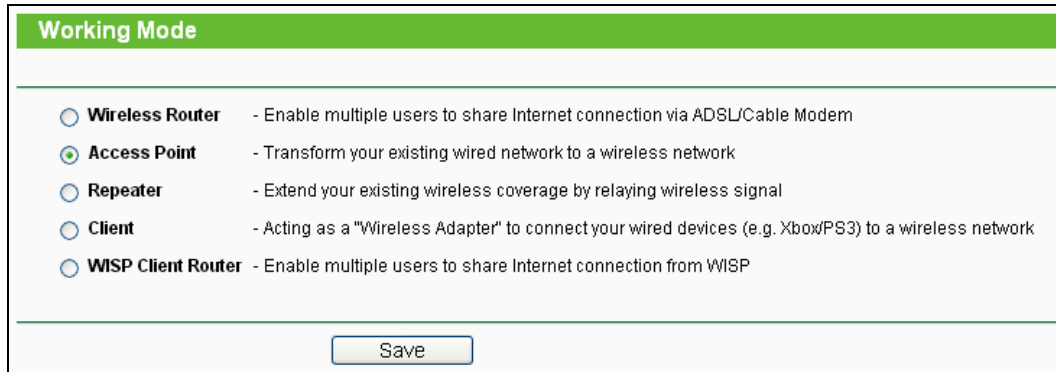 Working Mode
Wireless Router - Enable multiple users to share Internet connection via ADSL/Cable Modem
Access Point - Transform your existing wired network to a wireless network
Repeater - Extend your existing wireless coverage by relaying wireless signal
Client - Acting as a "Wireless Adapter" to connect your wired devices (e.g. Xbox/PS3) to a wireless network
WISP Client Router - Enable multiple users to share Internet connection from WISP
Save